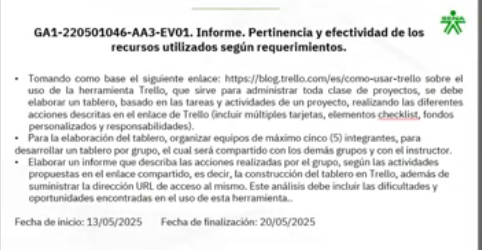 SENA
GA1-220501046-AA3-EV01. Informe. Pertinencia y efectividad de los
recursos utilizados según requerimientos.
• Tomando como base el siguiente enlace: https://blog.trello.com/es/como-usar-trello sobre el
uso de la herramienta Trello, que sirve para administrar toda clase de proyectos, se debe
elaborar un tablero, basado en las tareas y actividades de un proyecto, realizando las diferentes
acciones descritas en el enlace de Trello (incluir múltiples tarjetas, elementos checklist, fondos
personalizados y responsabilidades).
• Para la elaboración del tablero, organizar equipos de máximo cinco (5) integrantes, para
desarrollar un tablero por grupo, el cual será compartido con los demás grupos y con el instructor.
• Elaborar un informe que describa las acciones realizadas por el grupo, según las actividades
propuestas en el enlace compartido, es decir, la construcción del tablero en Trello, además de
suministrar la dirección URL de acceso al mismo. Este análisis debe incluir las dificultades y
oportunidades encontradas en el uso de esta herramienta..
Fecha de inicio: 13/05/2025 Fecha de finalización: 20/05/2025